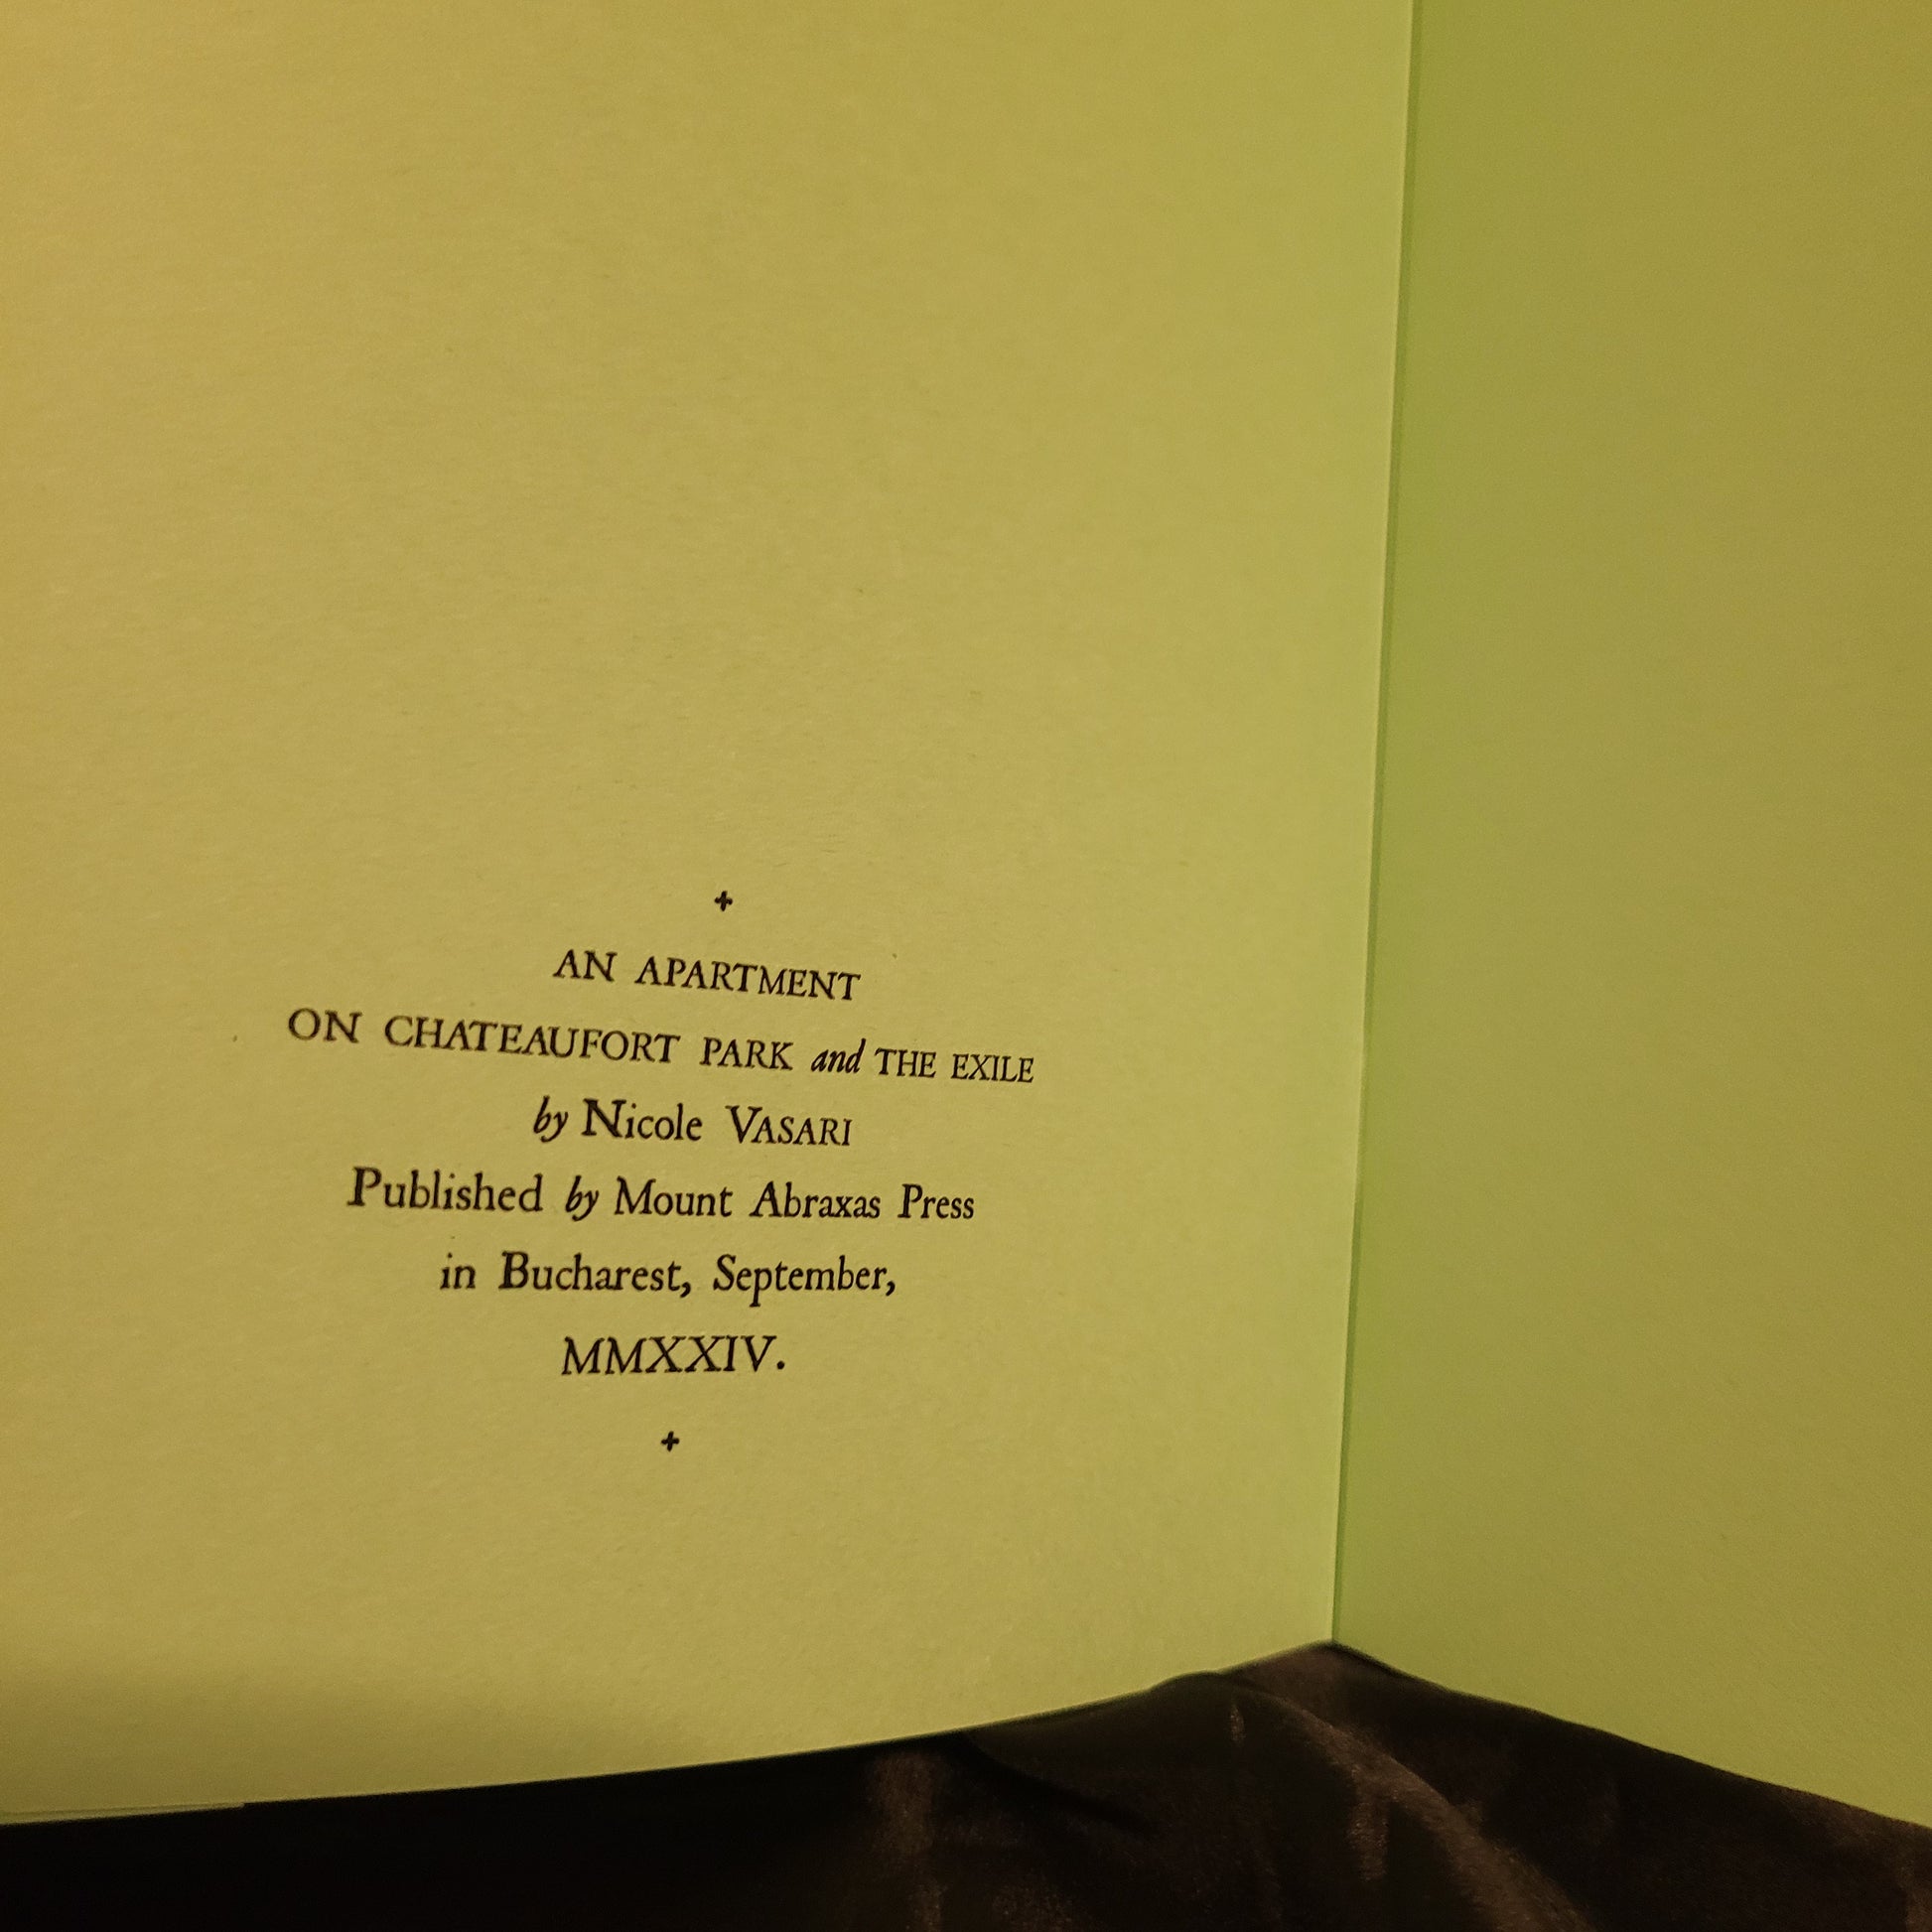 AN APARTMENT
ON CHATEAUFORT PARK and THE EXILE
by Nicole VASARI
Published by Mount Abraxas Press
in Bucharest, September,
MMXXIV.